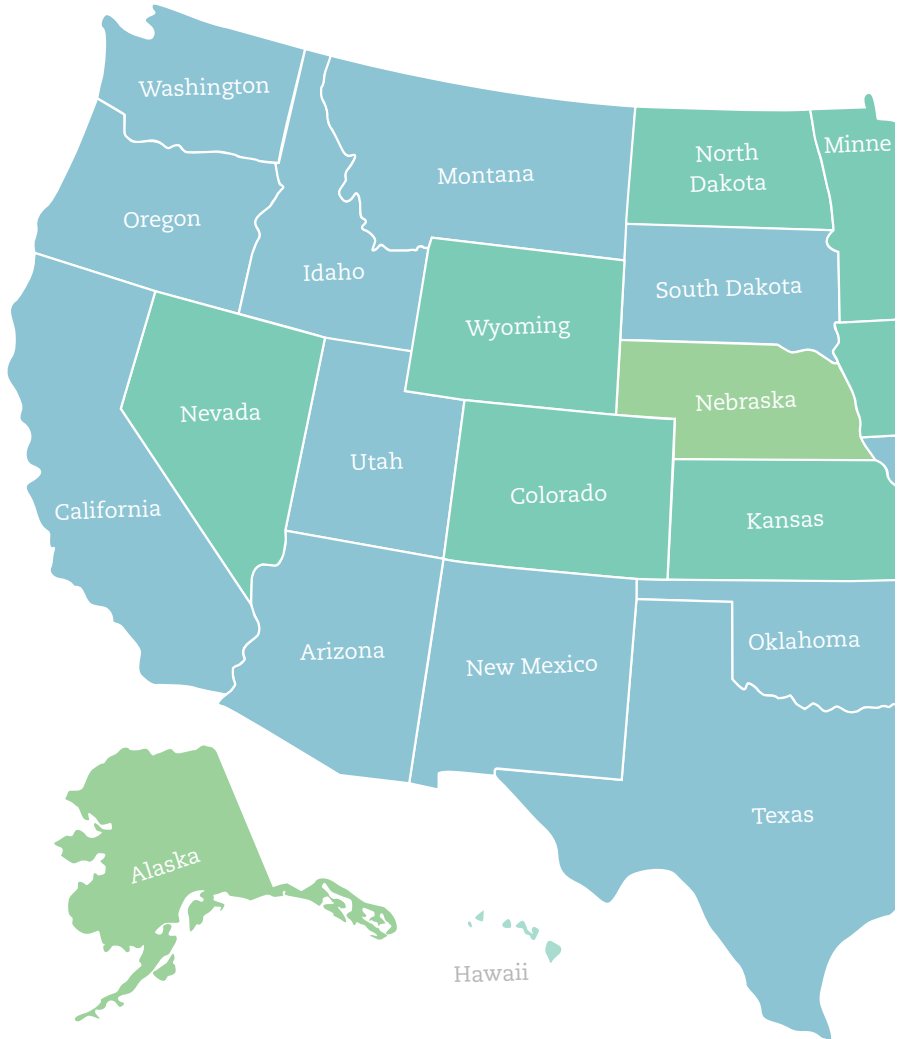 Washington
Minne
North
Dakota
Montana
Oregon
Idaho
South Dakota
Wyoming
Nebraska
Nevada
Utah
Colorado
California
Kansas
Oklahoma
Arizona
New Mexico
Texas
Alaska
Hawaii